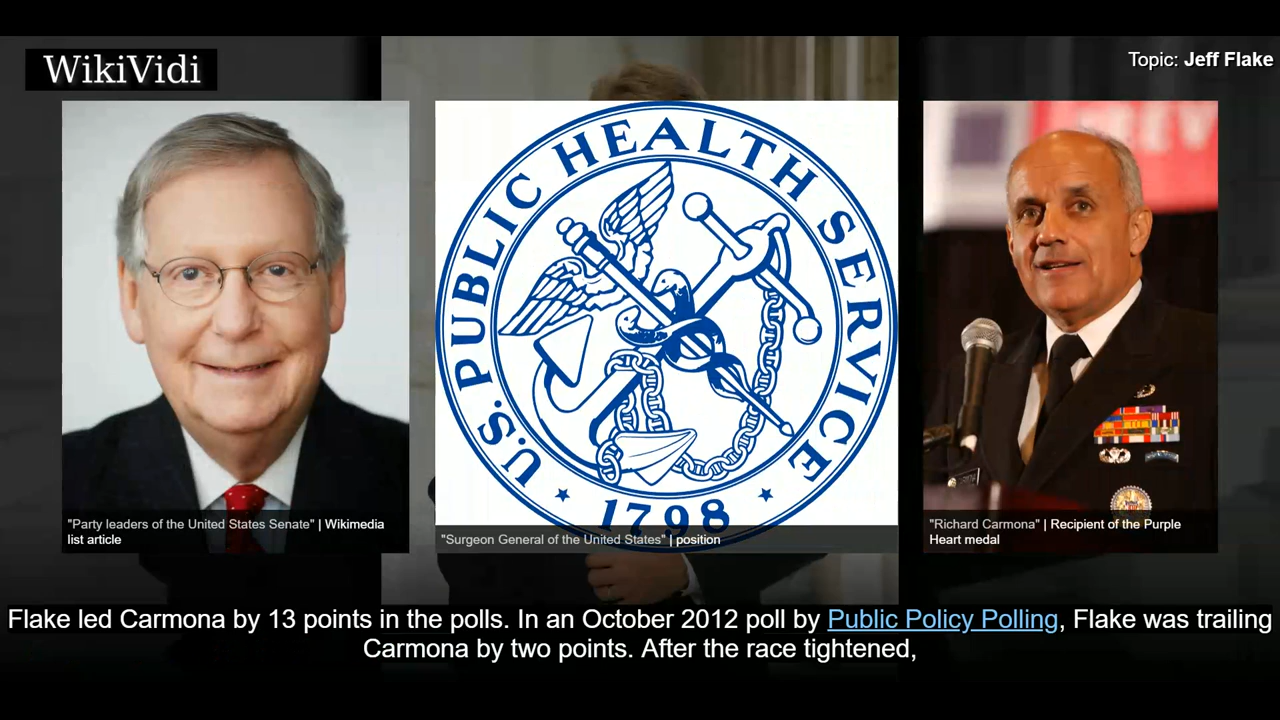 WikiVidi
Topic: Jeff Flake
U.S. PUBLIC HEALTH SERVICE
1798
"Party leaders of the United States Senate" | Wikimedia
list article
"Surgeon General of the United States" | position
"Richard Carmona" | Recipient of the Purple
Heart medal
Flake led Carmona by 13 points in the polls. In an October 2012 poll by Public Policy Polling, Flake was trailing
Carmona by two points. After the race tightened,